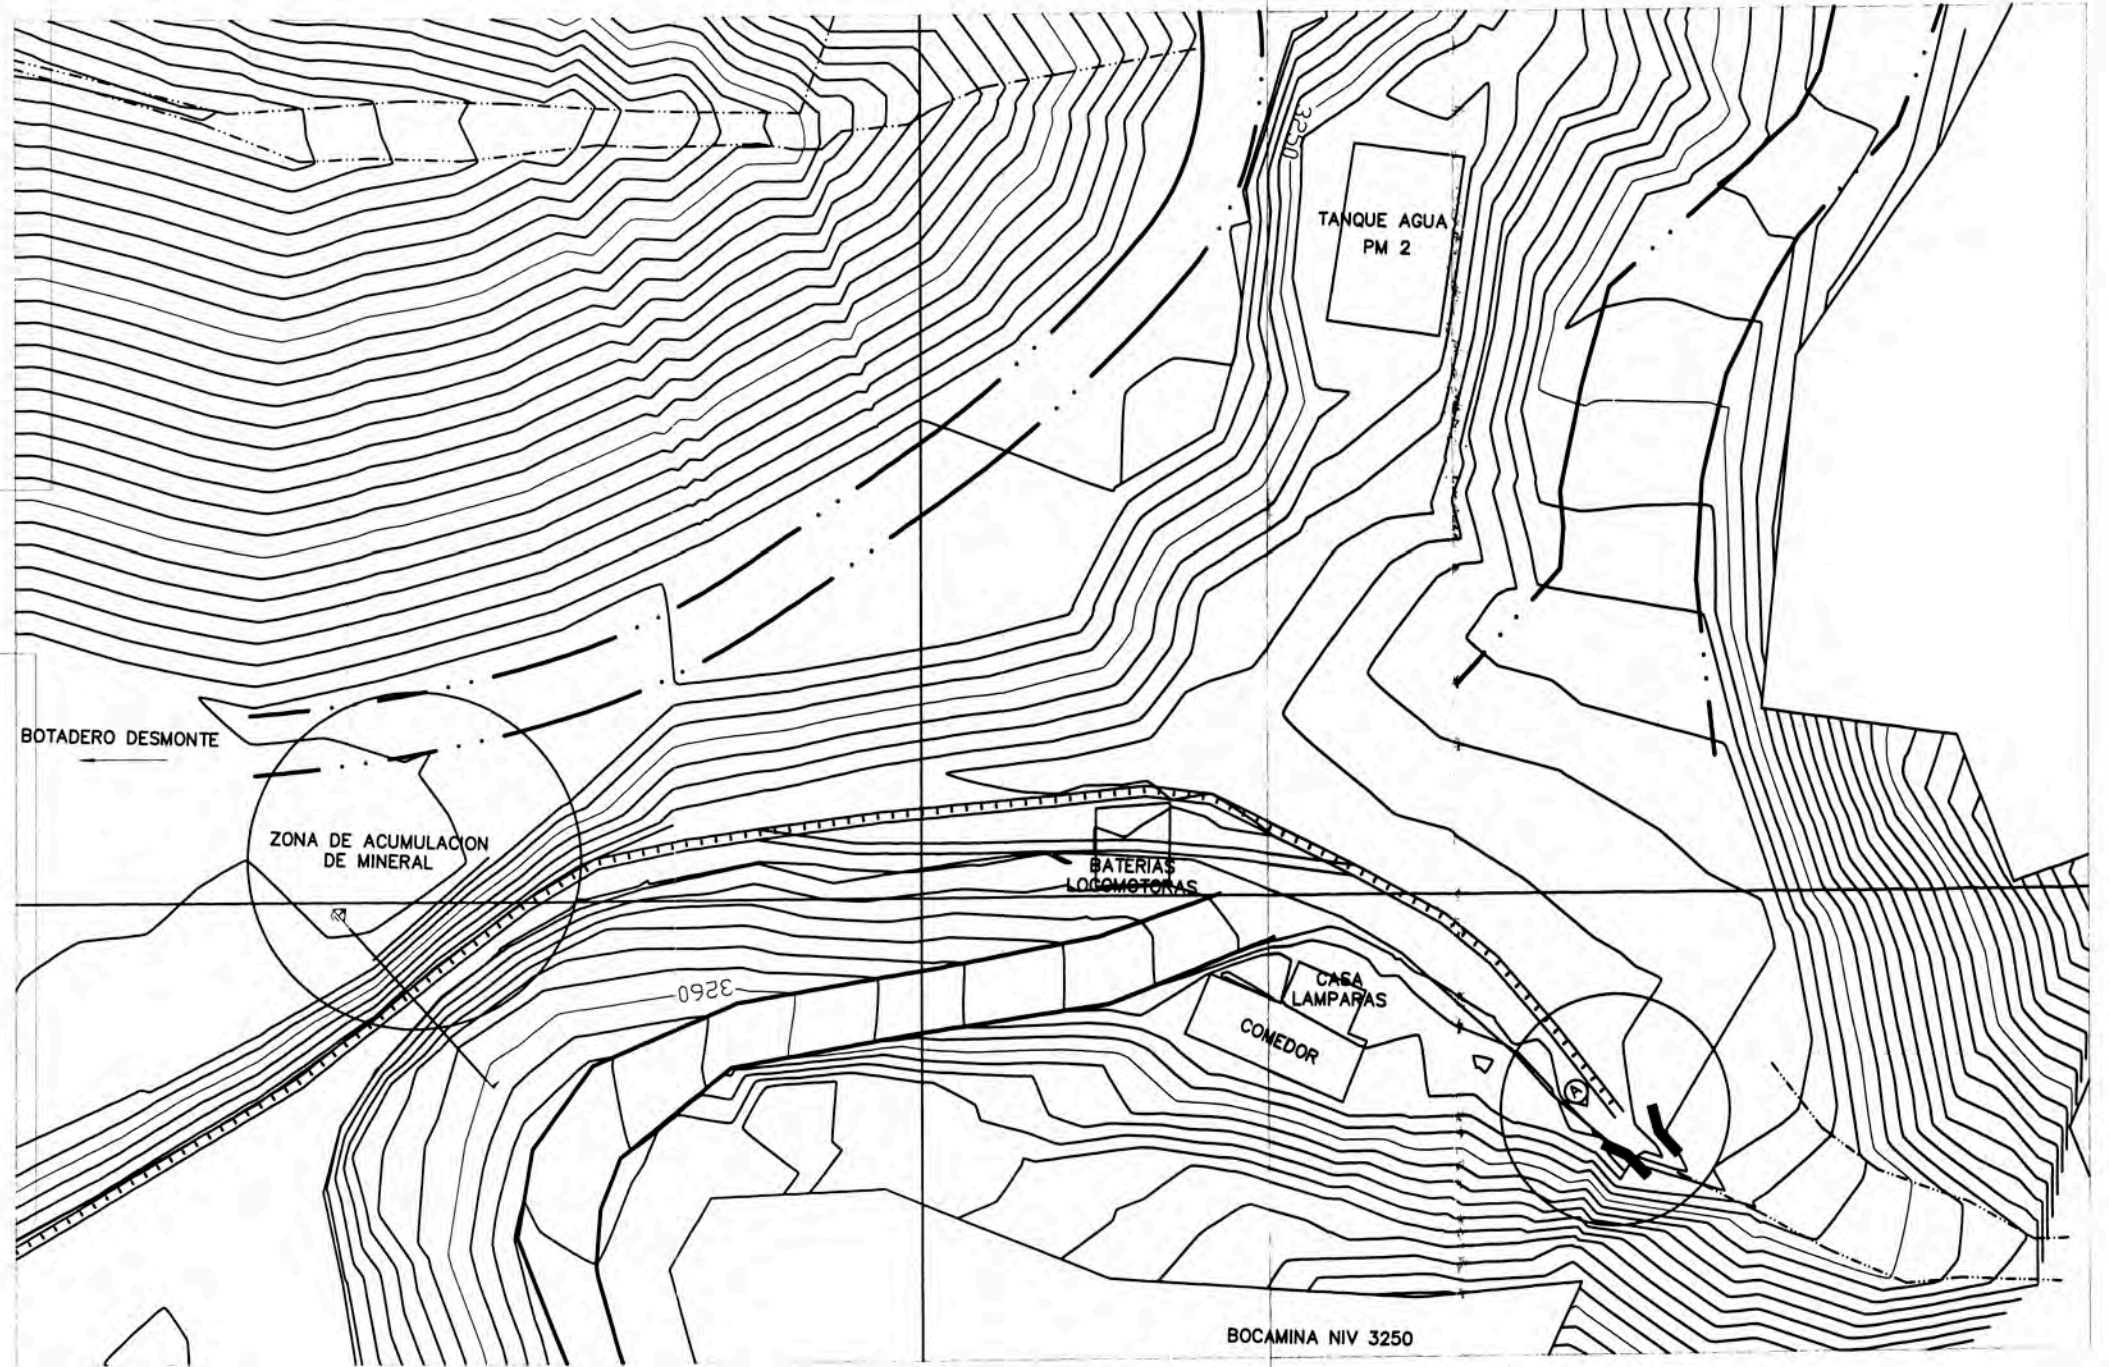 3250
TANQUE AGUA
PM 2
BOTADERO DESMONTE
ZONA DE ACUMULACION
DE MINERAL
BATERIAS
LOCOMOTORAS
3260
CASA
LAMPARAS
COMEDOR
A
BOCAMINA NIV 3250